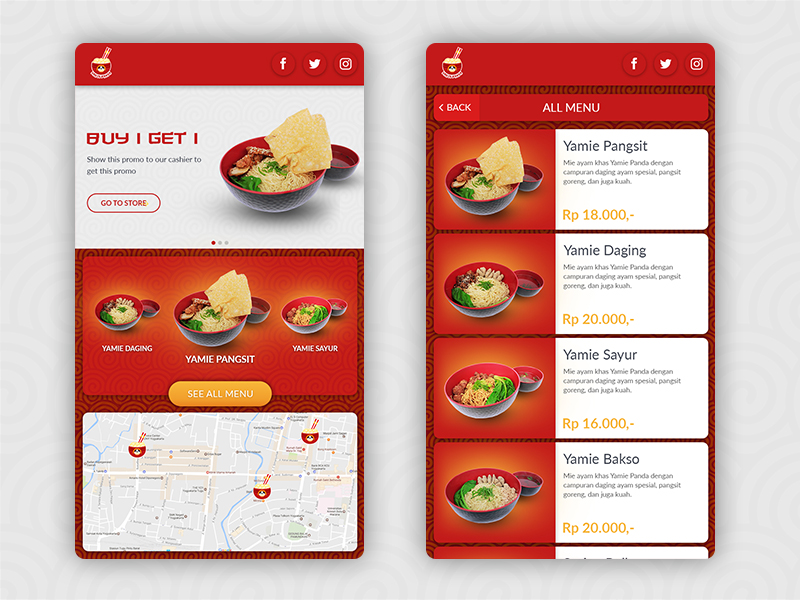 BUY 1 GET 1
Show this promo to our cashier to
get this promo
GO TO STORE
YAMIE DAGING
YAMIE PANGSIT
YAMIE SAYUR
SEE ALL MENU
BACK
ALL MENU
Yamie Pangsit
Mie ayam khas Yamie Panda dengan
campuran daging ayam spesial, pangsit
goreng, dan juga kuah.
Rp 18.000,-
Yamie Daging
Mie ayam khas Yamie Panda dengan
campuran daging ayam spesial, pangsit
goreng, dan juga kuah.
Rp 20.000,-
Yamie Sayur
Mie ayam khas Yamie Panda dengan
campuran daging ayam spesial, pangsit
goreng, dan juga kuah.
Rp 16.000,-
Yamie Bakso
Mie ayam khas Yamie Panda dengan
campuran daging ayam spesial, pangsit
goreng, dan juga kuah.
Rp 20.000,-